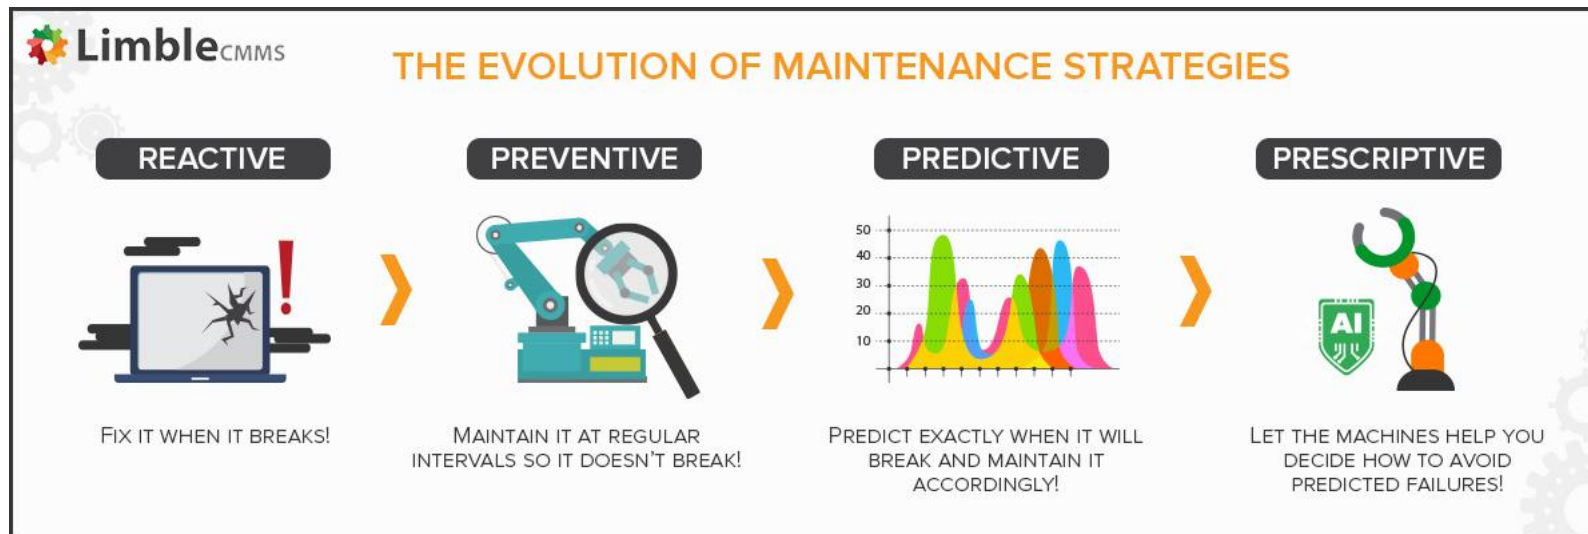 Limble CMMS
THE EVOLUTION OF MAINTENANCE STRATEGIES
REACTIVE
FIX IT WHEN IT BREAKS!
PREVENTIVE
MAINTAIN IT AT REGULAR
INTERVALS SO IT DOESN'T BREAK!
PREDICTIVE
50
40
30
20
10
PREDICT EXACTLY WHEN IT WILL
BREAK AND MAINTAIN IT
ACCORDINGLY!
PRESCRIPTIVE
AI
LET THE MACHINES HELP YOU
DECIDE HOW TO AVOID
PREDICTED FAILURES!